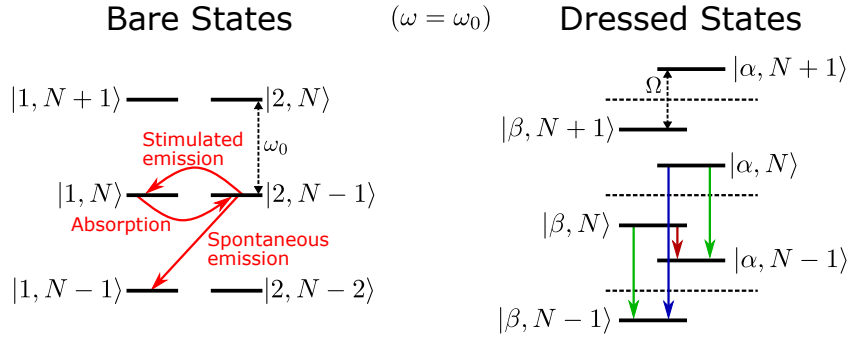 Bare States
(ω = ω₀)
Dressed States
|1, N + 1⟩
|2, N⟩
ω₀
Stimulated
emission
|1, N⟩
|2, N − 1⟩
Absorption
Spontaneous
emission
|1, N − 1⟩
|2, N − 2⟩
|α, N + 1⟩
Ω
|β, N + 1⟩
|α, N⟩
|β, N⟩
|α, N − 1⟩
|β, N − 1⟩